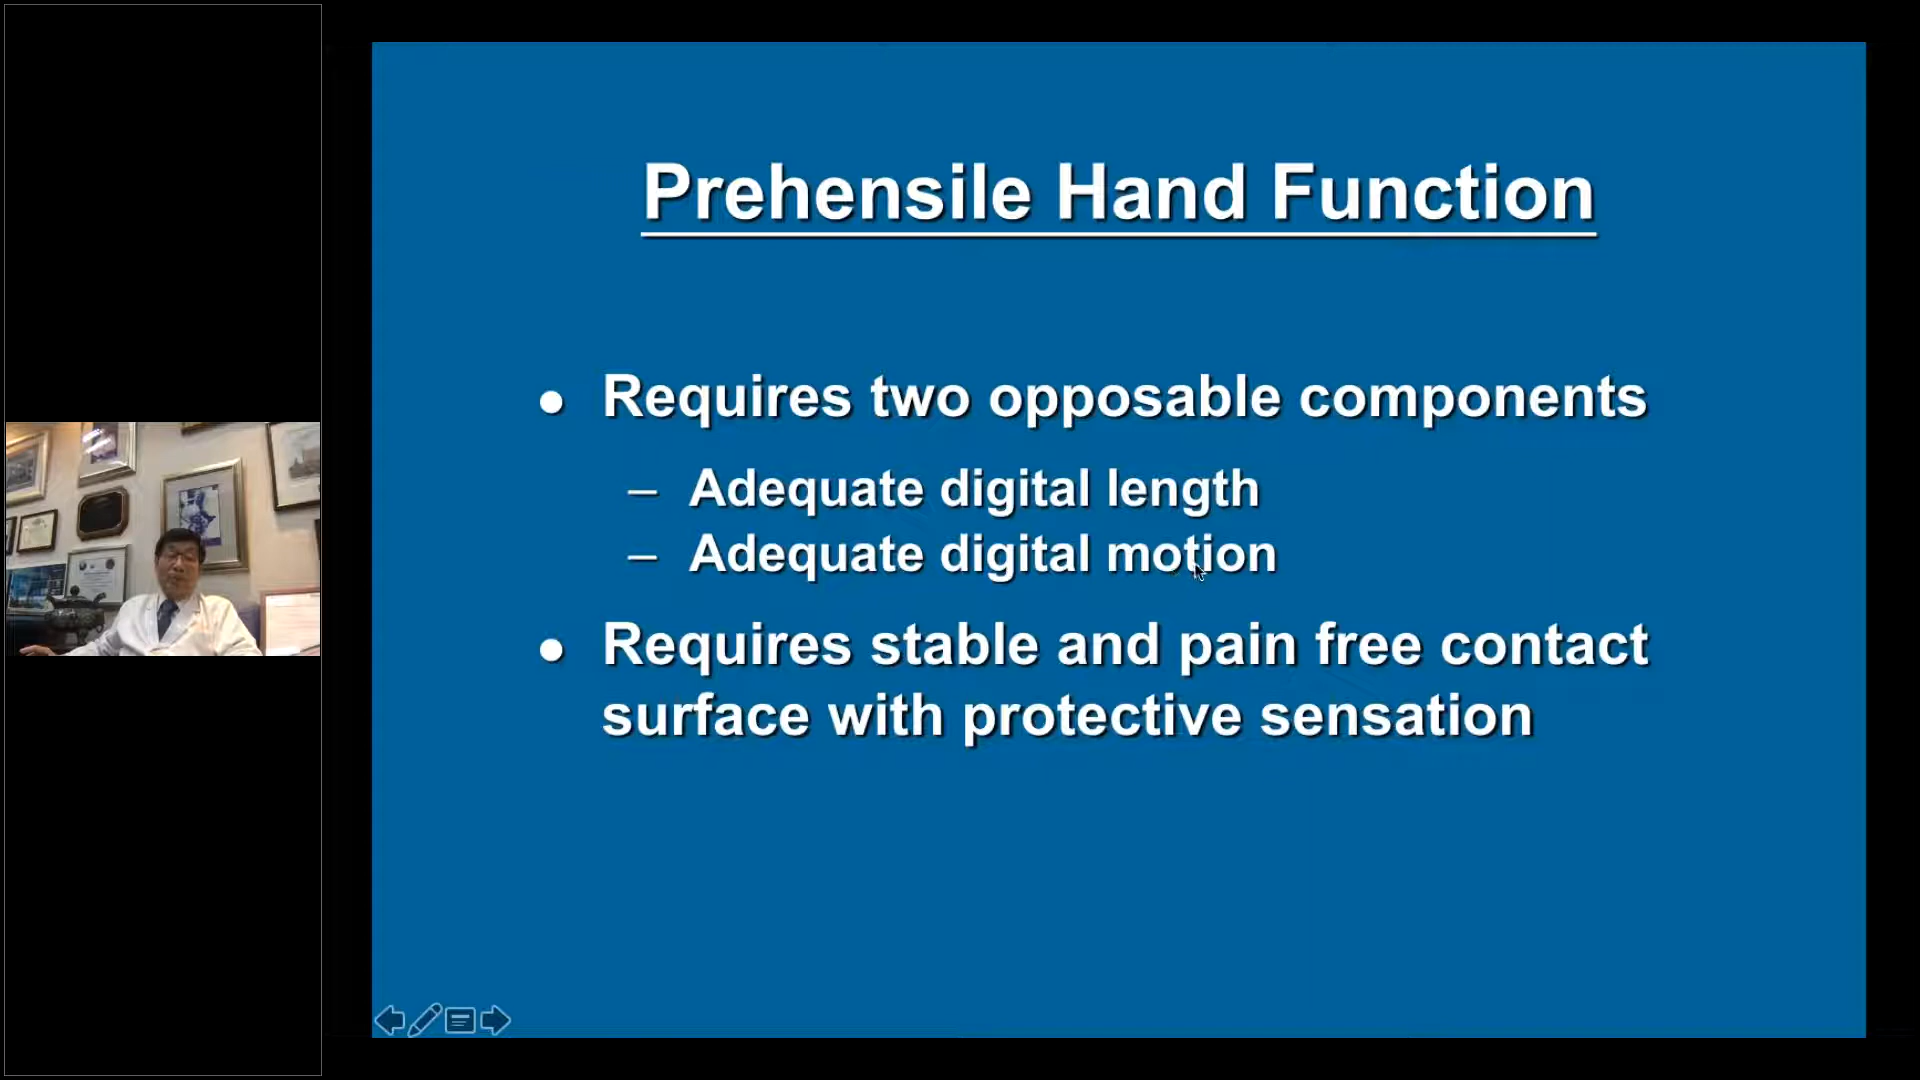 Prehensile Hand Function
● Requires two opposable components
– Adequate digital length
– Adequate digital motion
● Requires stable and pain free contact
surface with protective sensation